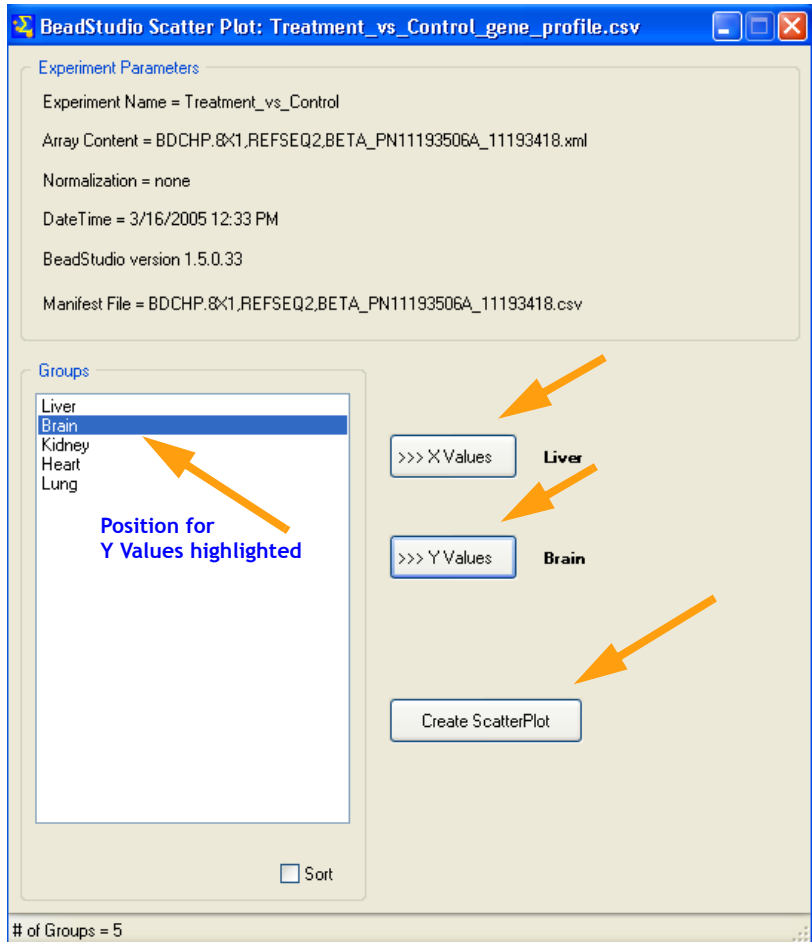 BeadStudio Scatter Plot: Treatment_vs_Control_gene_profile.csv
Experiment Parameters
Experiment Name = Treatment_vs_Control
Array Content = BDCHP.8X1,REFSEQ2,BETA_PN11193506A_11193418.xml
Normalization = none
DateTime = 3/16/2005 12:33 PM
BeadStudio version 1.5.0.33
Manifest File = BDCHP.8X1,REFSEQ2,BETA_PN11193506A_11193418.csv
Groups
Liver
Brain
Kidney
Heart
Lung
Position for
Y Values highlighted
>>> X Values Liver
>>> Y Values Brain
Create ScatterPlot
Sort
# of Groups = 5